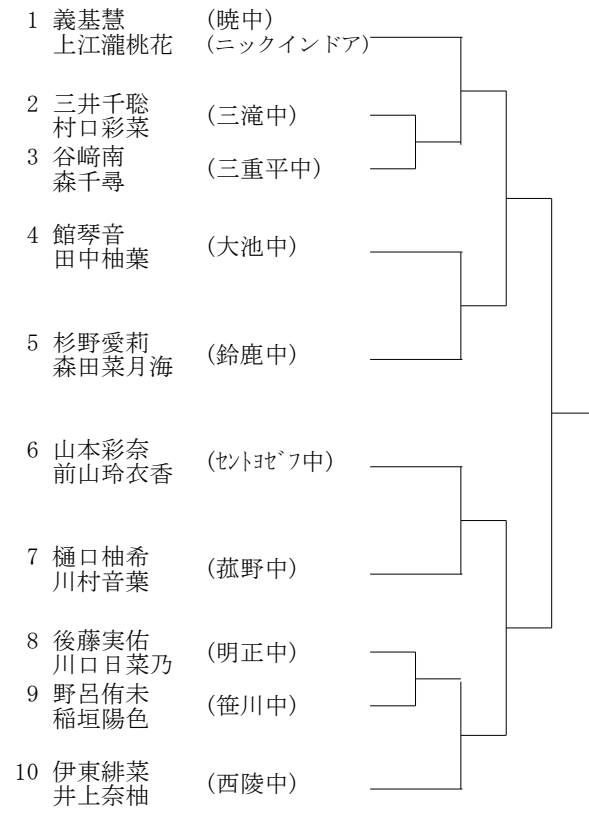 1 義基慧 (暁中)
上江瀧桃花 (ニックインドア)
2 三井千聡 (三滝中)
村口彩菜
3 谷﨑南 (三重平中)
森千尋
4 館琴音 (大池中)
田中柚葉
5 杉野愛莉 (鈴鹿中)
森田菜月海
6 山本彩奈 (ｾﾝﾄﾖｾﾞﾌ中)
前山玲衣香
7 樋口柚希 (菰野中)
川村音葉
8 後藤実佑 (明正中)
川口日菜乃
9 野呂侑未 (笹川中)
稲垣陽色
10 伊東緋菜 (西陵中)
井上奈柚